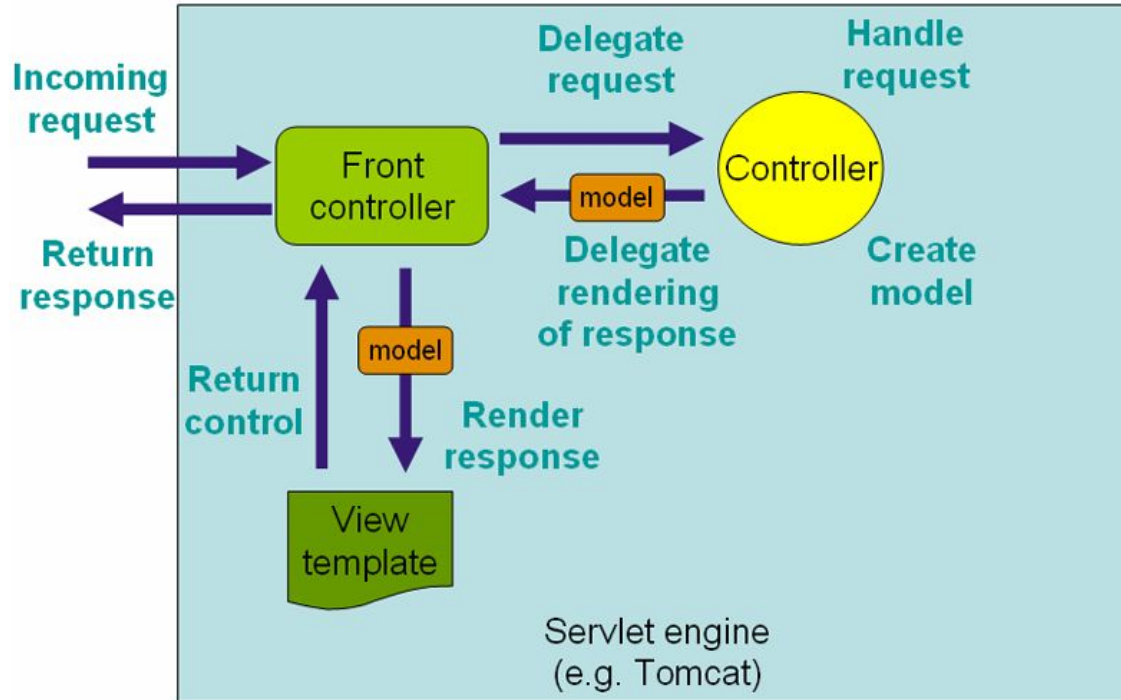 Incoming
request
Return
response
Front
controller
Delegate
request
Handle
request
Controller
model
Delegate
rendering
of response
Create
model
model
Return
control
Render
response
View
template
Servlet engine
(e.g. Tomcat)